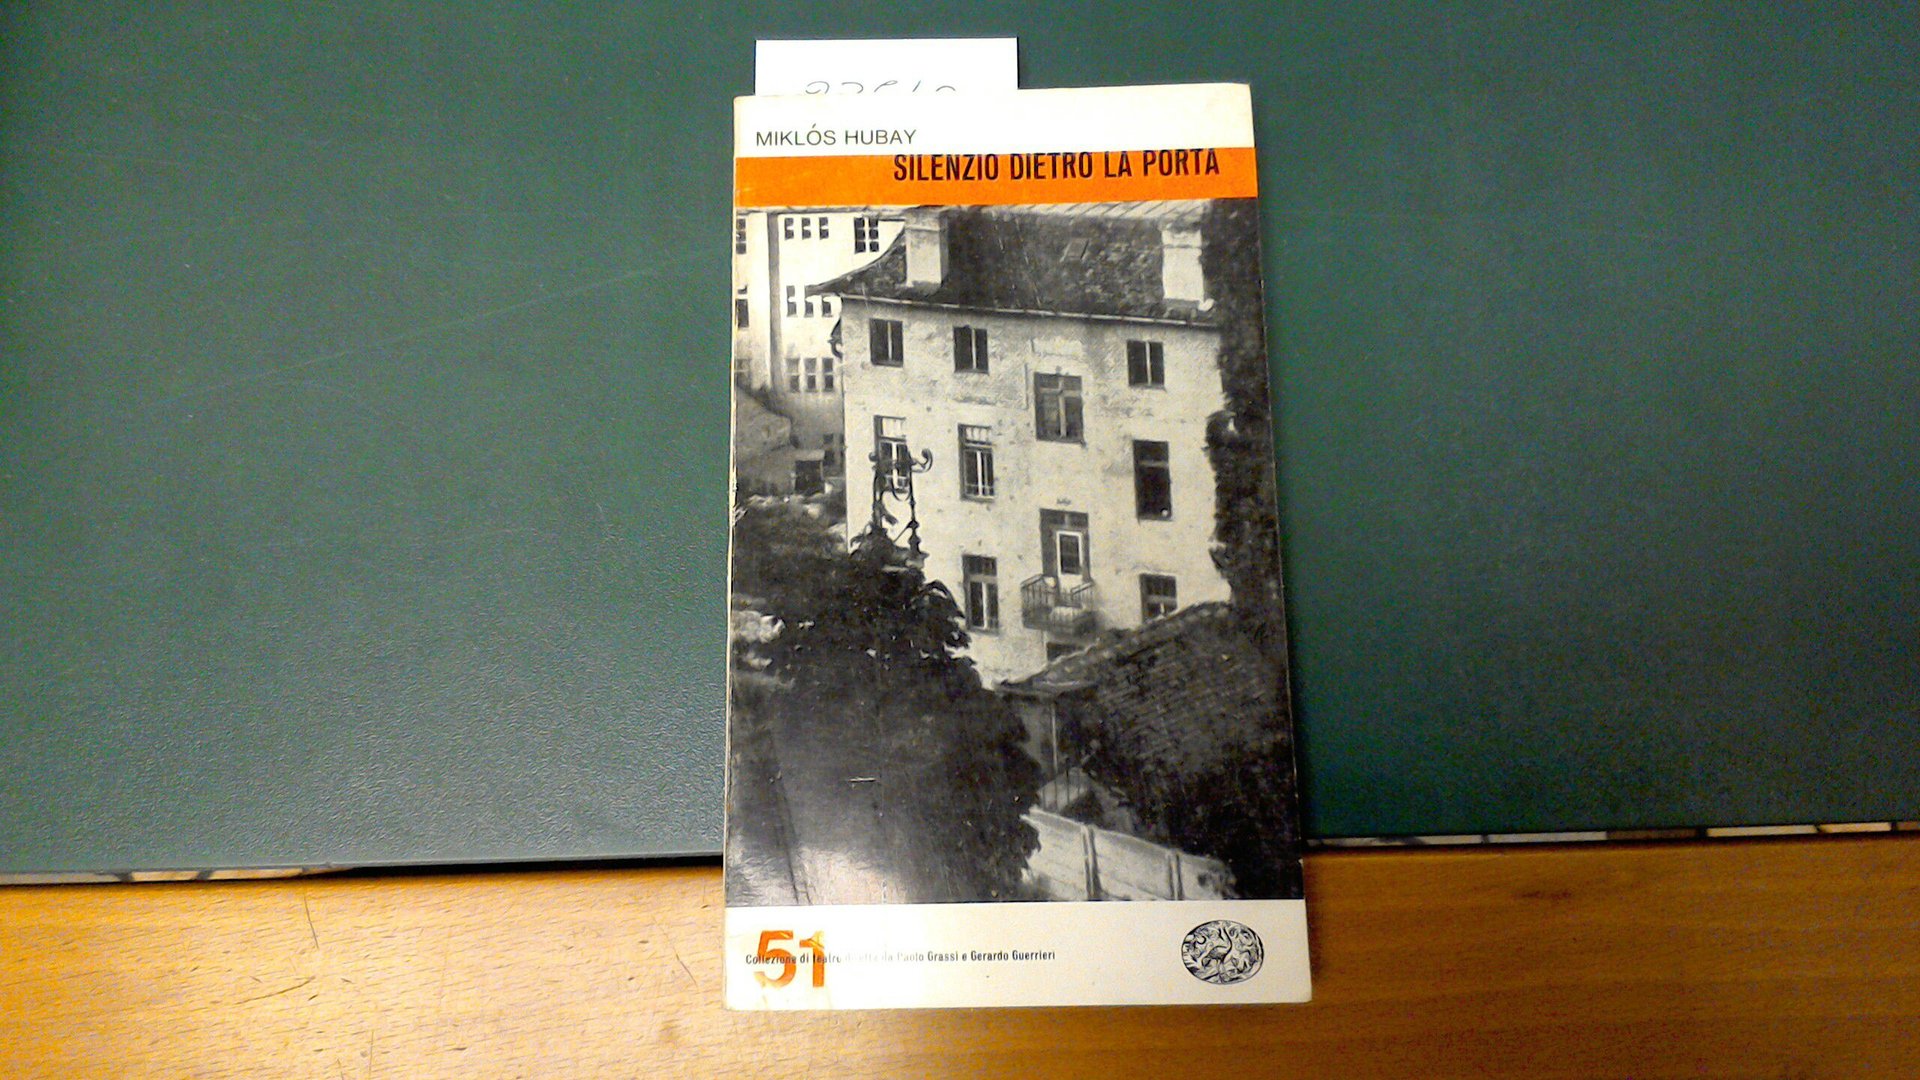 MIKLÓS HUBAY
SILENZIO DIETRO LA PORTA
51
Collezione di teatro diretta da Paolo Grassi e Gerardo Guerrieri